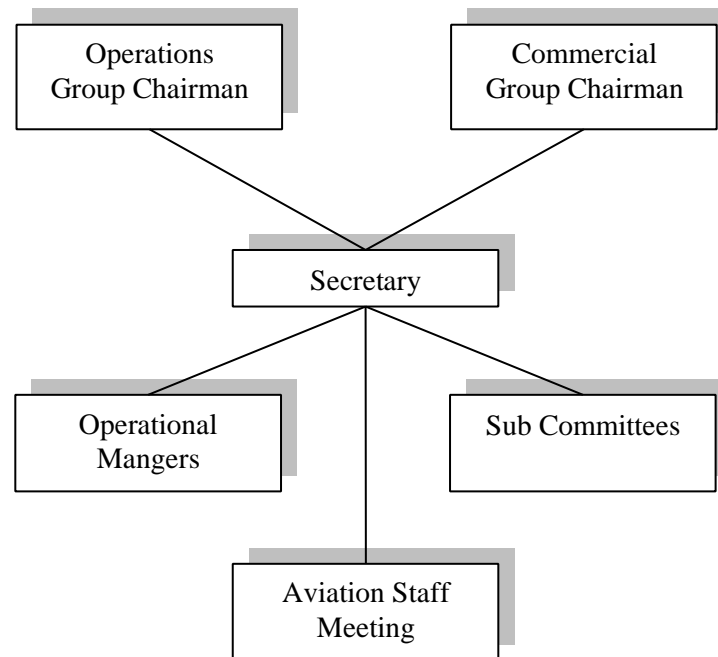 Operations
Group Chairman
Commercial
Group Chairman
Secretary
Operational
Mangers
Sub Committees
Aviation Staff
Meeting